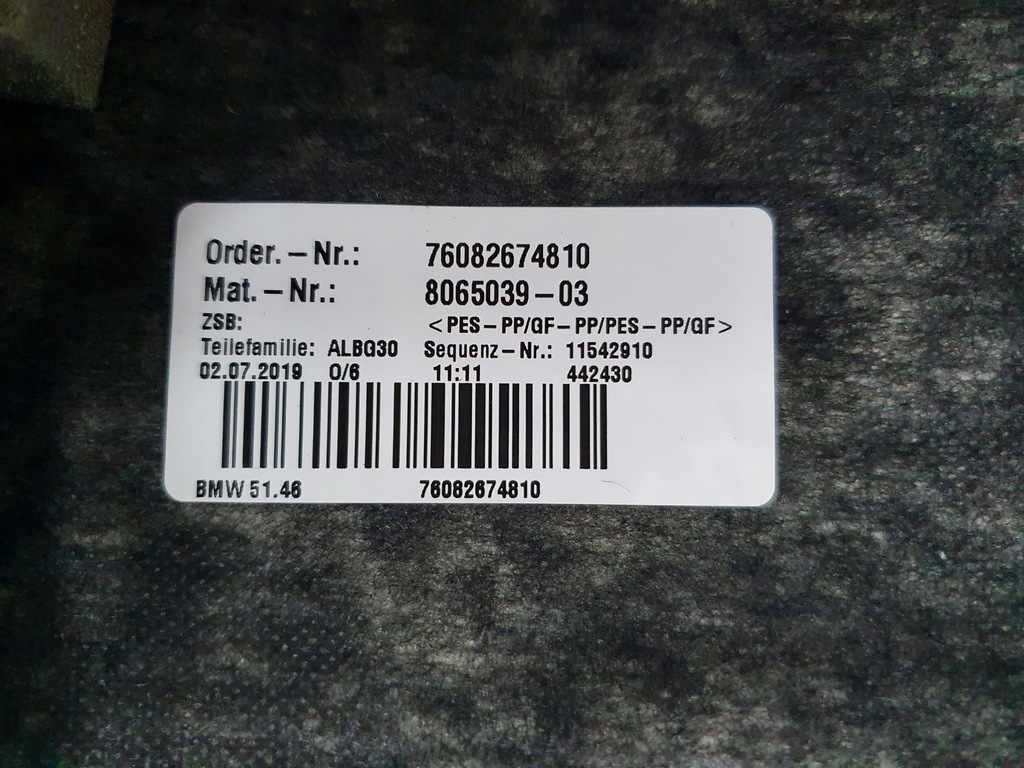 Order.-Nr.: 76082674810
Mat.-Nr.: 8065039-03
ZSB: <PES-PP/GF-PP/PES-PP/GF>
Teilefamilie: ALBG30 Sequenz-Nr.: 11542910
02.07.2019 0/6 11:11 442430
BMW 51.46 76082674810